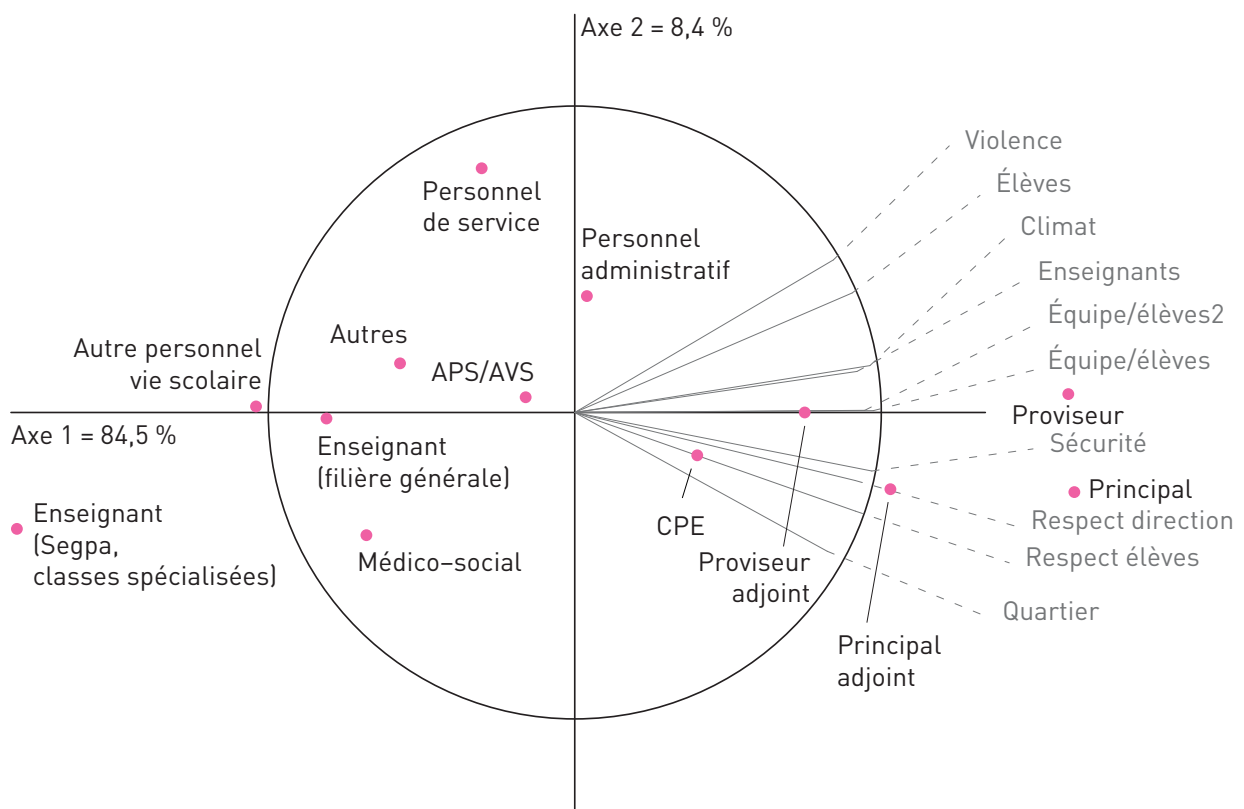 Axe 2 = 8,4 %
Violence
Élèves
Personnel
de service
Climat
Personnel
administratif
Enseignants
Équipe/élèves2
Autres
Autre personnel
vie scolaire
APS/AVS
Équipe/élèves
Proviseur
Axe 1 = 84,5 %
Enseignant
(filière générale)
Sécurité
Principal
Enseignant
(Segpa,
classes spécialisées)
CPE
Respect direction
Médico–social
Proviseur
adjoint
Respect élèves
Quartier
Principal
adjoint